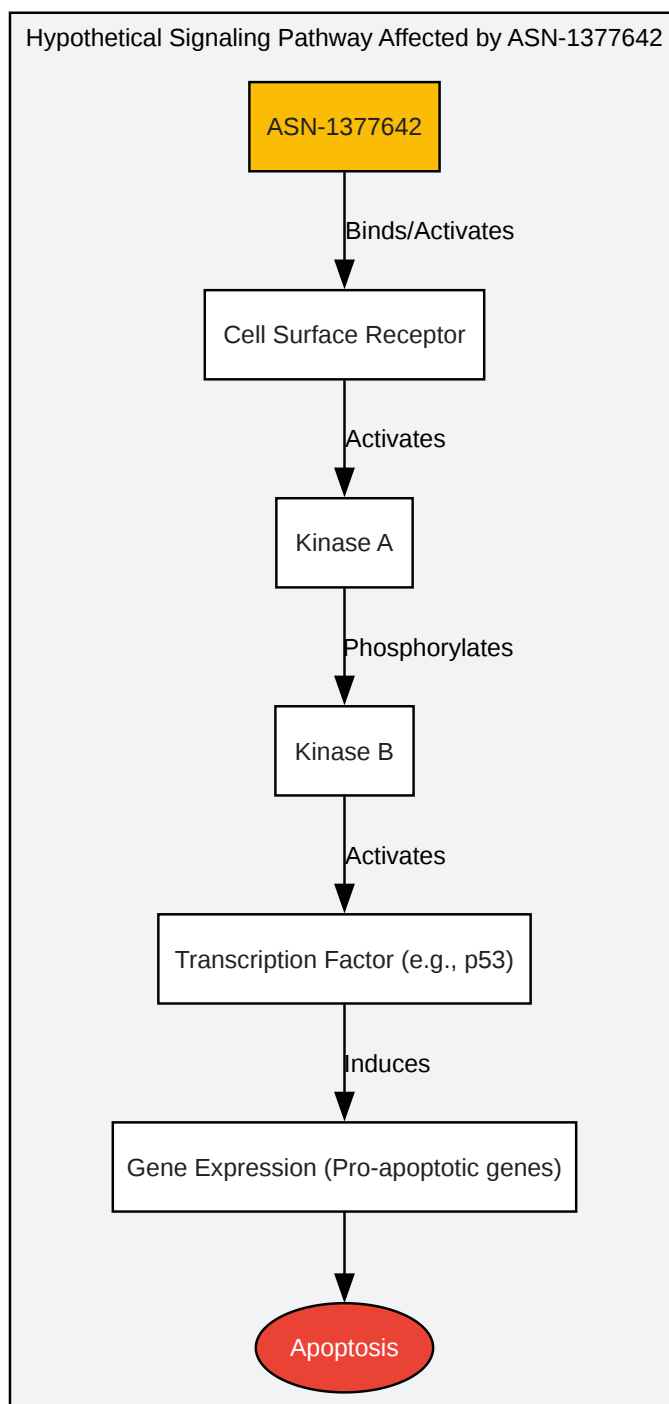 Hypothetical Signaling Pathway Affected by ASN-1377642
ASN-1377642
Binds/Activates
Cell Surface Receptor
Activates
Kinase A
Phosphorylates
Kinase B
Activates
Transcription Factor (e.g., p53)
Induces
Gene Expression (Pro-apoptotic genes)
Apoptosis